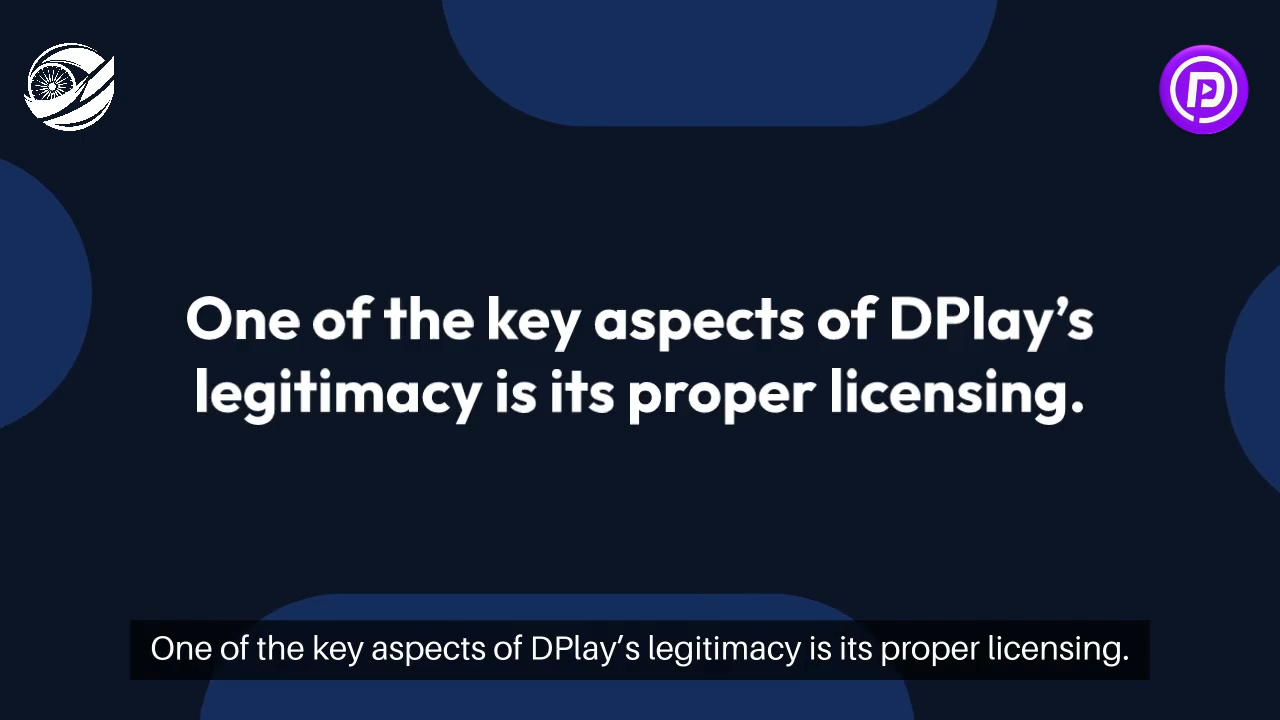 One of the key aspects of DPlay’s
legitimacy is its proper licensing.
One of the key aspects of DPlay’s legitimacy is its proper licensing.